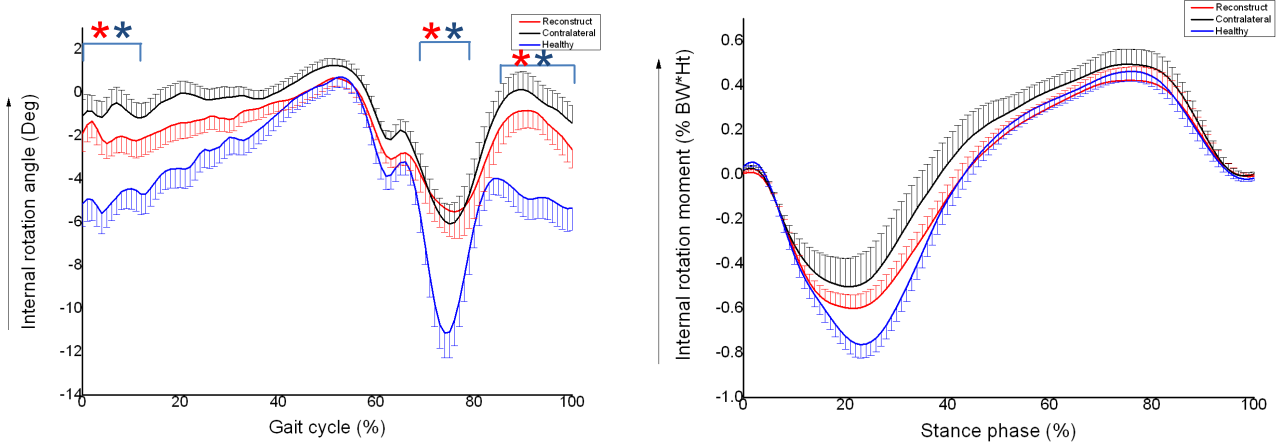 Reconstruct
Contralateral
Healthy
* *
* *
* *
2
0
-2
-4
-6
-8
-10
-12
-14
Internal rotation angle (Deg)
0 20 40 60 80 100
Gait cycle (%)
Reconstruct
Contralateral
Healthy
0.6
0.4
0.2
0.0
-0.2
-0.4
-0.6
-0.8
-1.0
Internal rotation moment (% BW*Ht)
0 20 40 60 80 100
Stance phase (%)